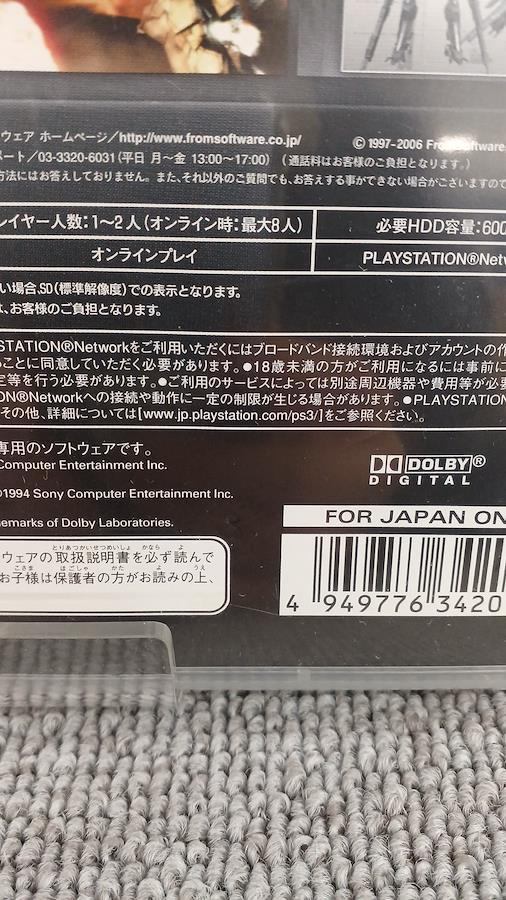 ウェア ホームページ/http://www.fromsoftware.co.jp/
©1997-2006 FromSoftware
ポート/03-3320-6031(平日 月〜金 13:00〜17:00) (通話料はお客様のご負担となります。)
方法にはお答えしておりません。また、それ以外のご質問でも、お答えする事ができない場合がございますので
レイヤー人数:1〜2人(オンライン時:最大8人)
必要HDD容量:600
オンラインプレイ
PLAYSTATION®Netw
い場合、SD(標準解像度)での表示となります。
は、お客様のご負担となります。
STATION®Networkをご利用いただくにはブロードバンド接続環境およびアカウントの作
ることに同意していただく必要があります。●18歳未満の方がご利用になるには事前に
定等を行う必要があります。●ご利用のサービスによっては別途周辺機器や費用等が必要
ON®Networkへの接続や動作に一定の制限が生じる場合があります。●PLAYSTATION
その他、詳細については[www.jp.playstation.com/ps3/]をご参照ください。
専用のソフトウェアです。
Computer Entertainment Inc.
©1994 Sony Computer Entertainment Inc.
demarks of Dolby Laboratories.
DOLBY®
DIGITAL
FOR JAPAN ON
ウェアの取扱説明書を必ず読んで
お子様は保護者の方がお読みの上、
4 949776 3420